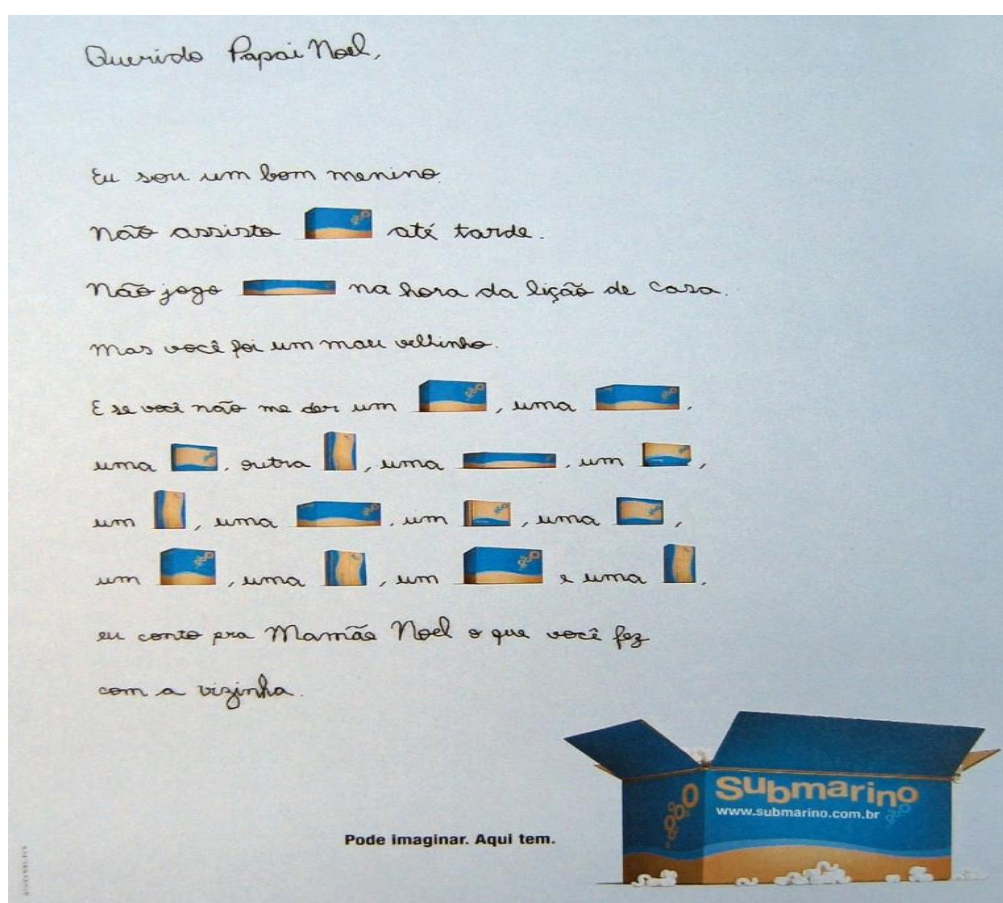 Querido Papai Noel,
Eu sou um bom menino.
Não assisto até tarde.
Não jogo na hora da lição de casa.
Mas você foi um mau velhinho.
E se você não me der um , uma ,
uma , outra , uma , um ,
um , uma , um , uma ,
um , uma , um e uma ,
eu conto pra Mamãe Noel o que você fez
com a vizinha.
submarino
www.submarino.com.br
Pode imaginar. Aqui tem.